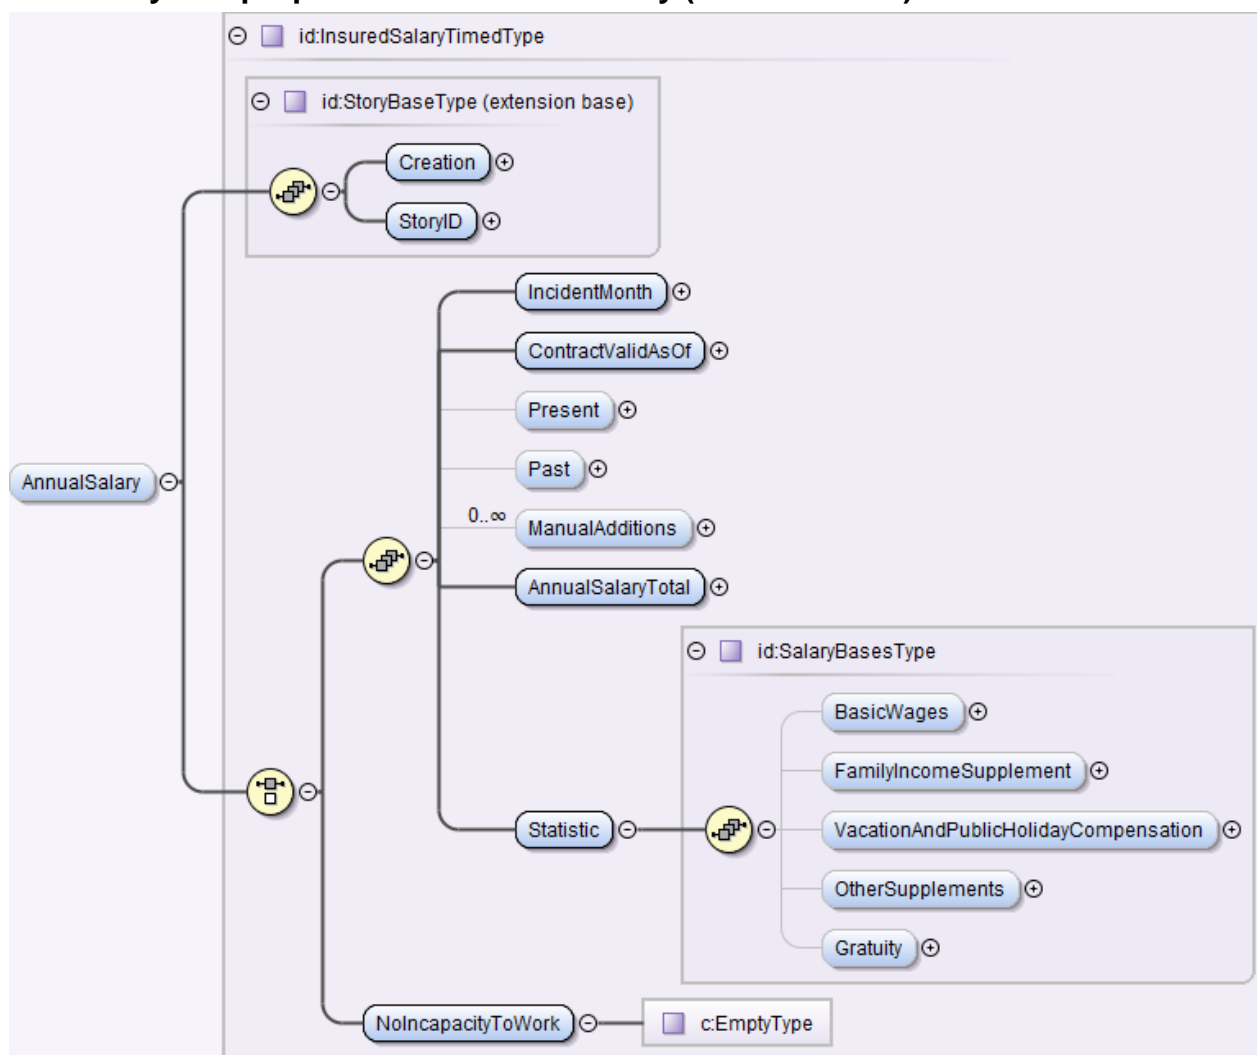 id:InsuredSalaryTimedType
id:StoryBaseType (extension base)
Creation
StoryID
IncidentMonth
ContractValidAsOf
Present
Past
AnnualSalary
0..∞
ManualAdditions
AnnualSalaryTotal
id:SalaryBasesType
BasicWages
FamilyIncomeSupplement
Statistic
VacationAndPublicHolidayCompensation
OtherSupplements
Gratuity
NoIncapacityToWork
c:EmptyType